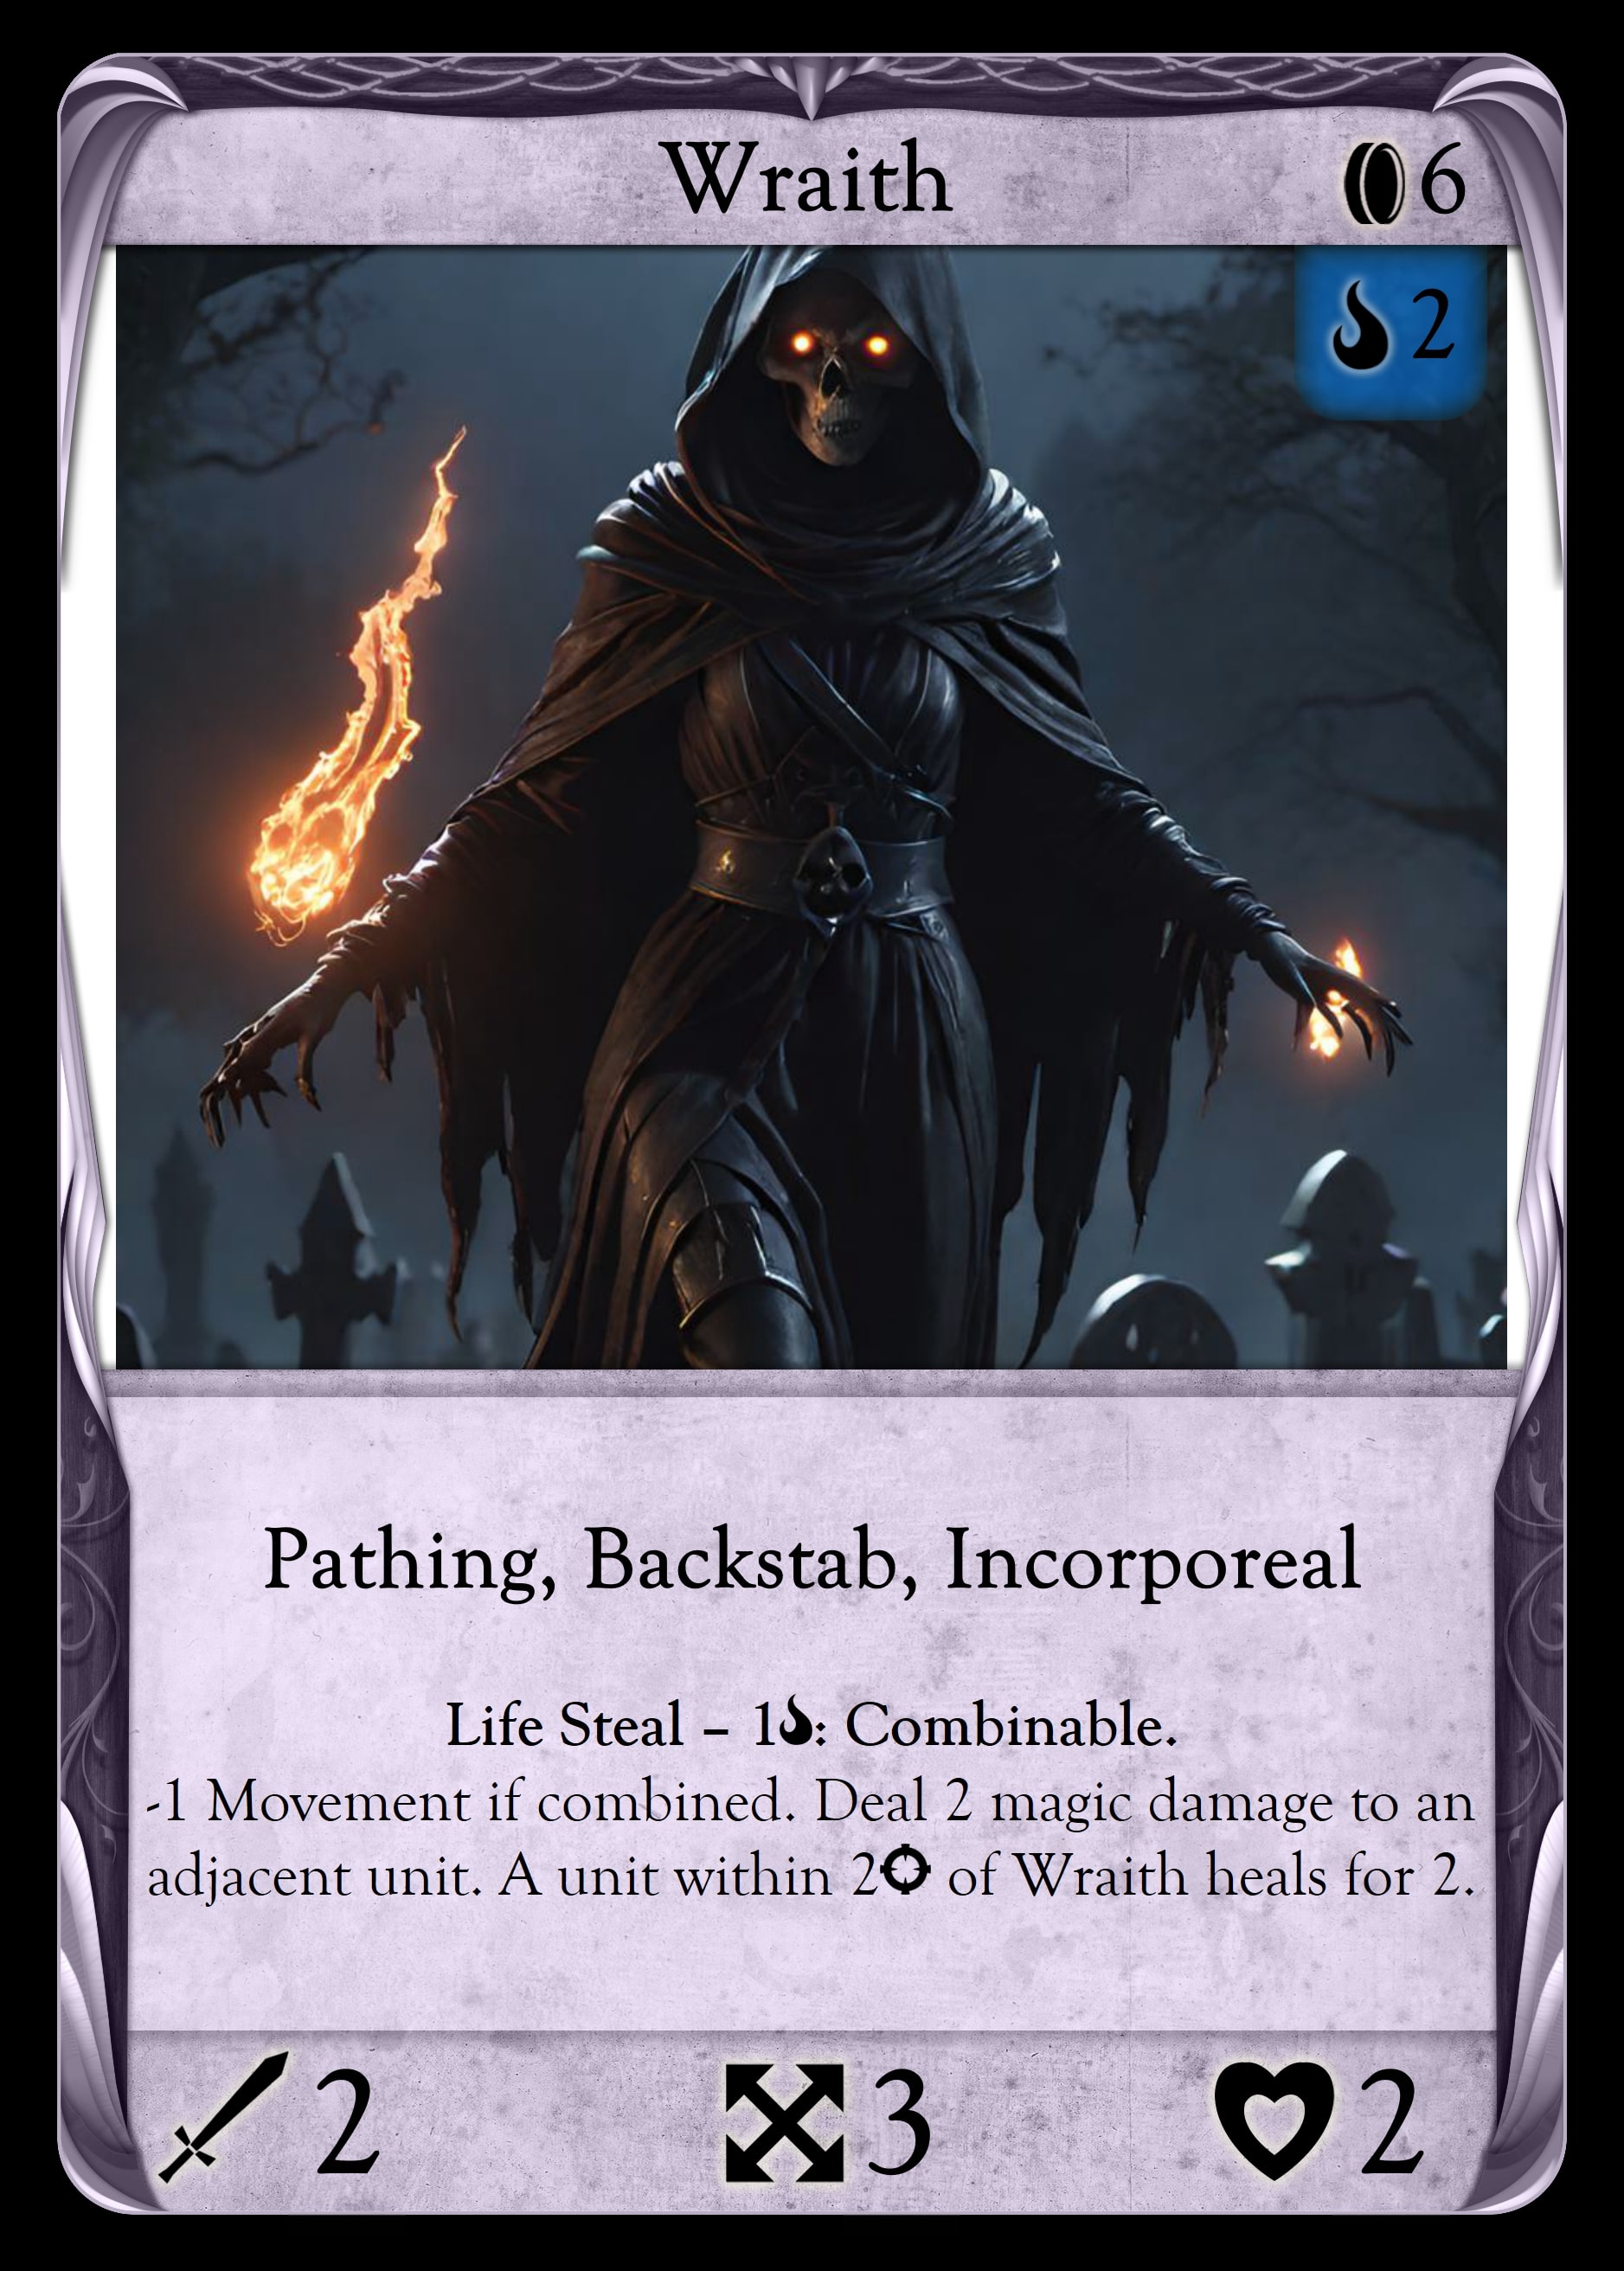 Wraith 6
2
Pathing, Backstab, Incorporeal
Life Steal – 1: Combinable.
-1 Movement if combined. Deal 2 magic damage to an
adjacent unit. A unit within 2 of Wraith heals for 2.
2 3 2